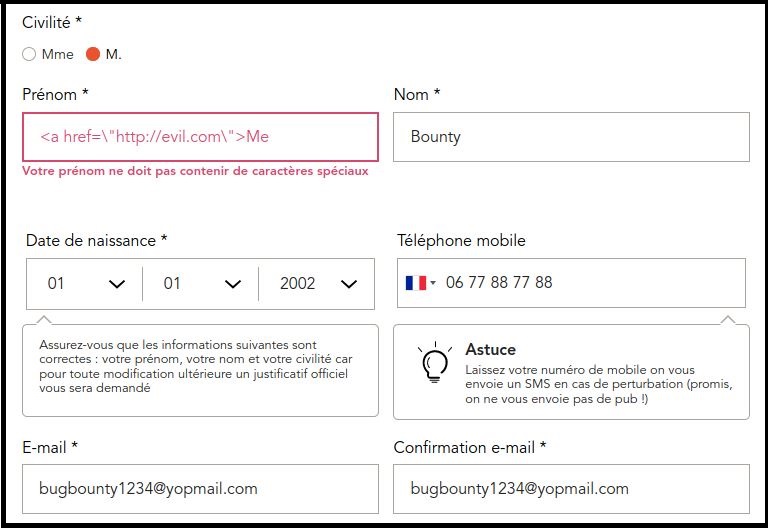 Civilité *
Mme M.
Prénom * Nom *
<a href=\"http://evil.com\">Me Bounty
Votre prénom ne doit pas contenir de caractères spéciaux
Date de naissance * Téléphone mobile
01 01 2002 06 77 88 77 88
Assurez-vous que les informations suivantes sont
correctes : votre prénom, votre nom et votre civilité car
pour toute modification ultérieure un justificatif officiel
vous sera demandé
Astuce
Laissez votre numéro de mobile on vous
envoie un SMS en cas de perturbation (promis,
on ne vous envoie pas de pub !)
E-mail * Confirmation e-mail *
bugbounty1234@yopmail.com bugbounty1234@yopmail.com